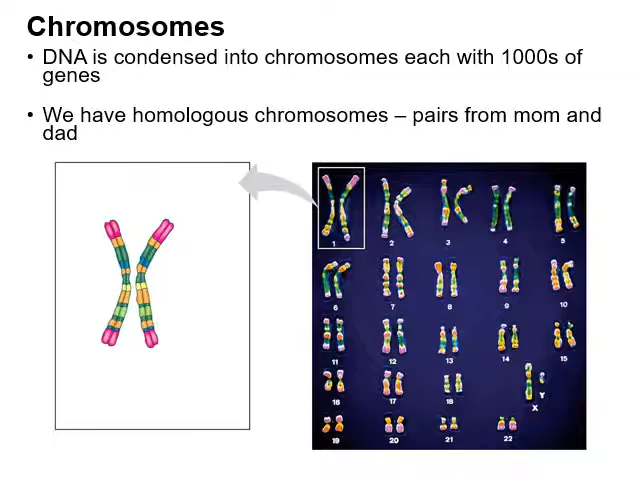 Chromosomes
• DNA is condensed into chromosomes each with 1000s of
genes
• We have homologous chromosomes – pairs from mom and
dad
1 2 3 4 5
6 7 8 9 10
11 12 13 14 15
16 17 18 X Y
19 20 21 22